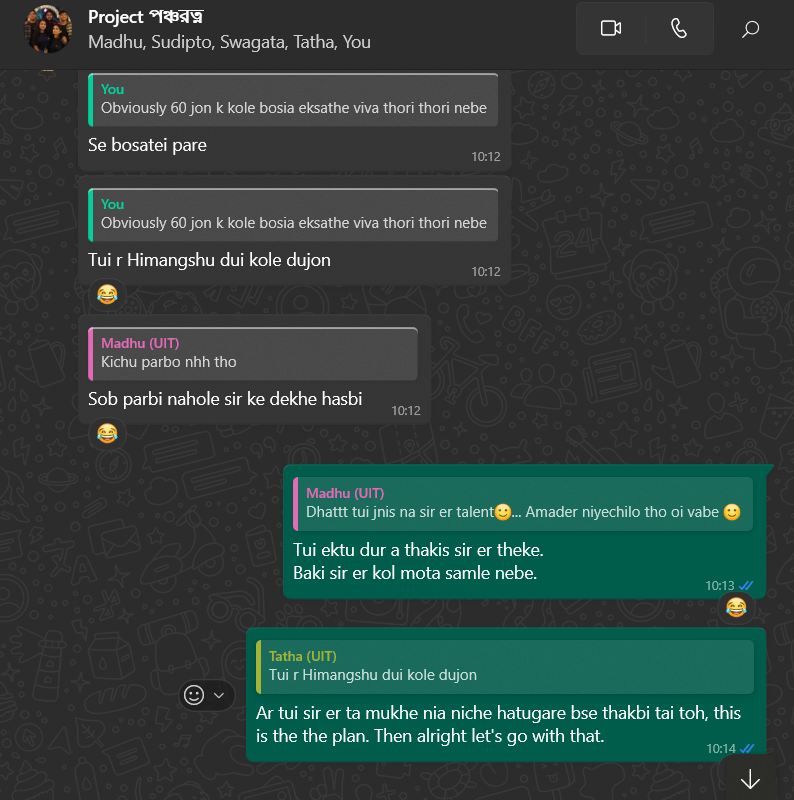 Project পঞ্চরত্ন
Madhu, Sudipto, Swagata, Tatha, You
You
Obviously 60 jon k kole bosia eksathe viva thori thori nebe
Se bosatei pare
10:12
You
Obviously 60 jon k kole bosia eksathe viva thori thori nebe
Tui r Himangshu dui kole dujon
10:12
😂
Madhu (UIT)
Kichu parbo nhh tho
Sob parbi nahole sir ke dekhe hasbi
10:12
😂
Madhu (UIT)
Dhattt tui jnis na sir er talent🙂... Amader niyechilo tho oi vabe 🙂
Tui ektu dur a thakis sir er theke.
Baki sir er kol mota samle nebe.
10:13
😂
Tatha (UIT)
Tui r Himangshu dui kole dujon
Ar tui sir er ta mukhe nia niche hatugare bse thakbi tai toh, this
is the the plan. Then alright let's go with that.
10:14